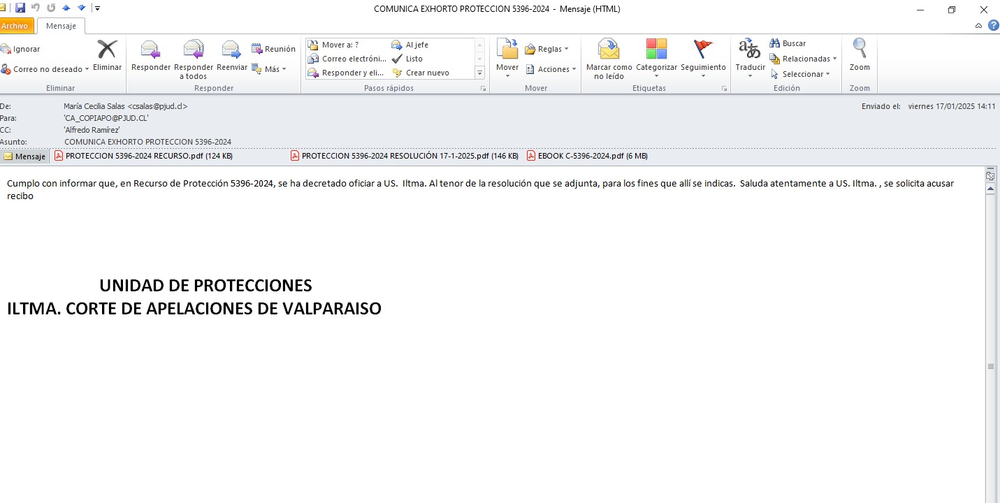 COMUNICA EXHORTO PROTECCION 5396-2024 - Mensaje (HTML)
Archivo Mensaje
Ignorar
Correo no deseado
Eliminar
Eliminar
Responder
Responder a todos
Reenviar
Reunión
Más
Responder
Mover a: ?
Al jefe
Correo electróni...
Listo
Responder y eli...
Crear nuevo
Pasos rápidos
Mover
Reglas
Acciones
Mover
Marcar como no leído
Categorizar
Seguimiento
Etiquetas
Traducir
Buscar
Relacionadas
Seleccionar
Edición
Zoom
Zoom
De: María Cecilia Salas <csalas@pjud.cl> Enviado el: viernes 17/01/2025 14:11
Para: 'CA_COPIAPO@PJUD.CL'
CC: 'Alfredo Ramírez'
Asunto: COMUNICA EXHORTO PROTECCION 5396-2024
Mensaje PROTECCION 5396-2024 RECURSO.pdf (124 KB) PROTECCION 5396-2024 RESOLUCIÓN 17-1-2025.pdf (146 KB) EBOOK C-5396-2024.pdf (6 MB)
Cumplo con informar que, en Recurso de Protección 5396-2024, se ha decretado oficiar a US.  Iltma. Al tenor de la resolución que se adjunta, para los fines que allí se indicas.  Saluda atentamente a US. Iltma. , se solicita acusar
recibo
UNIDAD DE PROTECCIONES
ILTMA. CORTE DE APELACIONES DE VALPARAISO